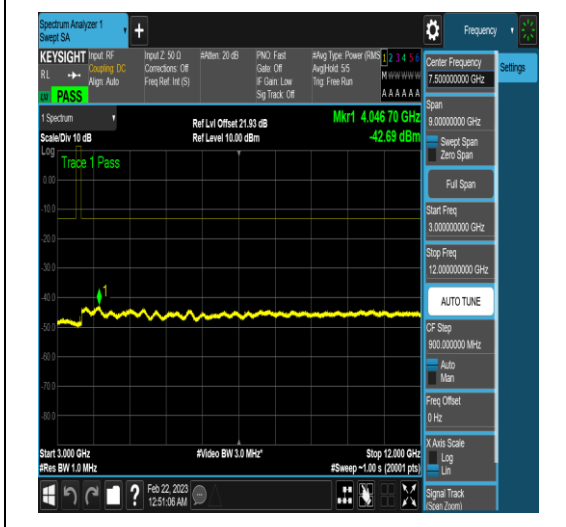 Spectrum Analyzer 1
Swept SA
+
Frequency
KEYSIGHT
Input: RF
Coupling: DC
Align: Auto
Input Z: 50 Ω
Corrections: Off
Freq Ref: Int (S)
#Atten: 20 dB
PNO: Fast
Gate: Off
IF Gain: Low
Sig Track: Off
#Avg Type: Power (RMS
Avg|Hold: 5/5
Trig: Free Run
1 2 3 4 5 6
M W W W W W
A A A A A A
RL
PASS
1 Spectrum
Scale/Div 10 dB
Ref Lvl Offset 21.93 dB
Ref Level 10.00 dBm
Mkr1 4.046 70 GHz
-42.69 dBm
Log
Trace 1 Pass
0.00
-10.0
-20.0
-30.0
-40.0
-50.0
-60.0
-70.0
-80.0
1
Start 3.000 GHz
#Res BW 1.0 MHz
#Video BW 3.0 MHz*
Stop 12.000 GHz
#Sweep ~1.00 s (20001 pts)
Feb 22, 2023
12:51:06 AM
Center Frequency
7.500000000 GHz
Settings
Span
9.00000000 GHz
Swept Span
Zero Span
Full Span
Start Freq
3.000000000 GHz
Stop Freq
12.000000000 GHz
AUTO TUNE
CF Step
900.000000 MHz
Auto
Man
Freq Offset
0 Hz
X Axis Scale
Log
Lin
Signal Track
(Span Zoom)